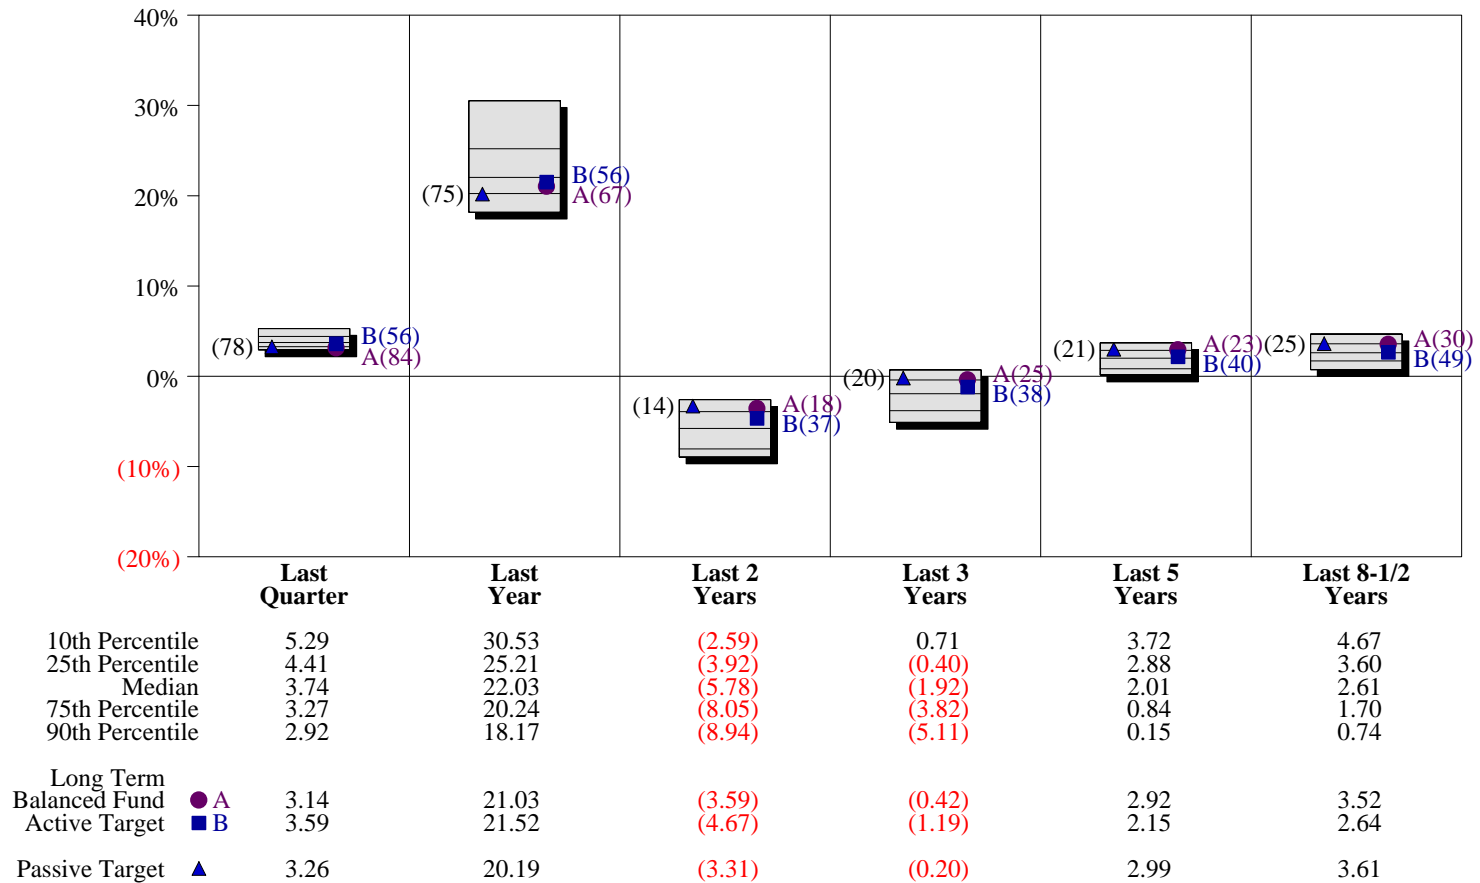 40%
30%
20%
10%
0%
(10%)
(20%)
(78)
B(56)
A(84)
(75)
B(56)
A(67)
(14)
A(18)
B(37)
(20)
A(25)
B(38)
(21)
A(23)
B(40)
(25)
A(30)
B(49)
Last Quarter
Last Year
Last 2 Years
Last 3 Years
Last 5 Years
Last 8-1/2 Years
10th Percentile 5.29 30.53 (2.59) 0.71 3.72 4.67
25th Percentile 4.41 25.21 (3.92) (0.40) 2.88 3.60
Median 3.74 22.03 (5.78) (1.92) 2.01 2.61
75th Percentile 3.27 20.24 (8.05) (3.82) 0.84 1.70
90th Percentile 2.92 18.17 (8.94) (5.11) 0.15 0.74
Long Term
Balanced Fund A 3.14 21.03 (3.59) (0.42) 2.92 3.52
Active Target B 3.59 21.52 (4.67) (1.19) 2.15 2.64
Passive Target 3.26 20.19 (3.31) (0.20) 2.99 3.61